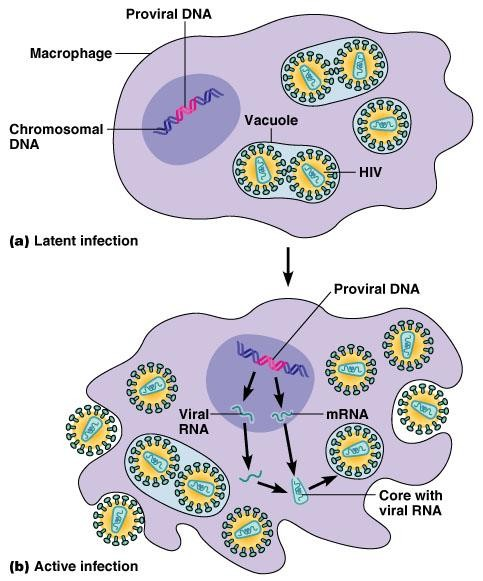 Proviral DNA
Macrophage
Chromosomal
DNA
Vacuole
HIV
(a) Latent infection
Proviral DNA
Viral
RNA
mRNA
Core with
viral RNA
(b) Active infection